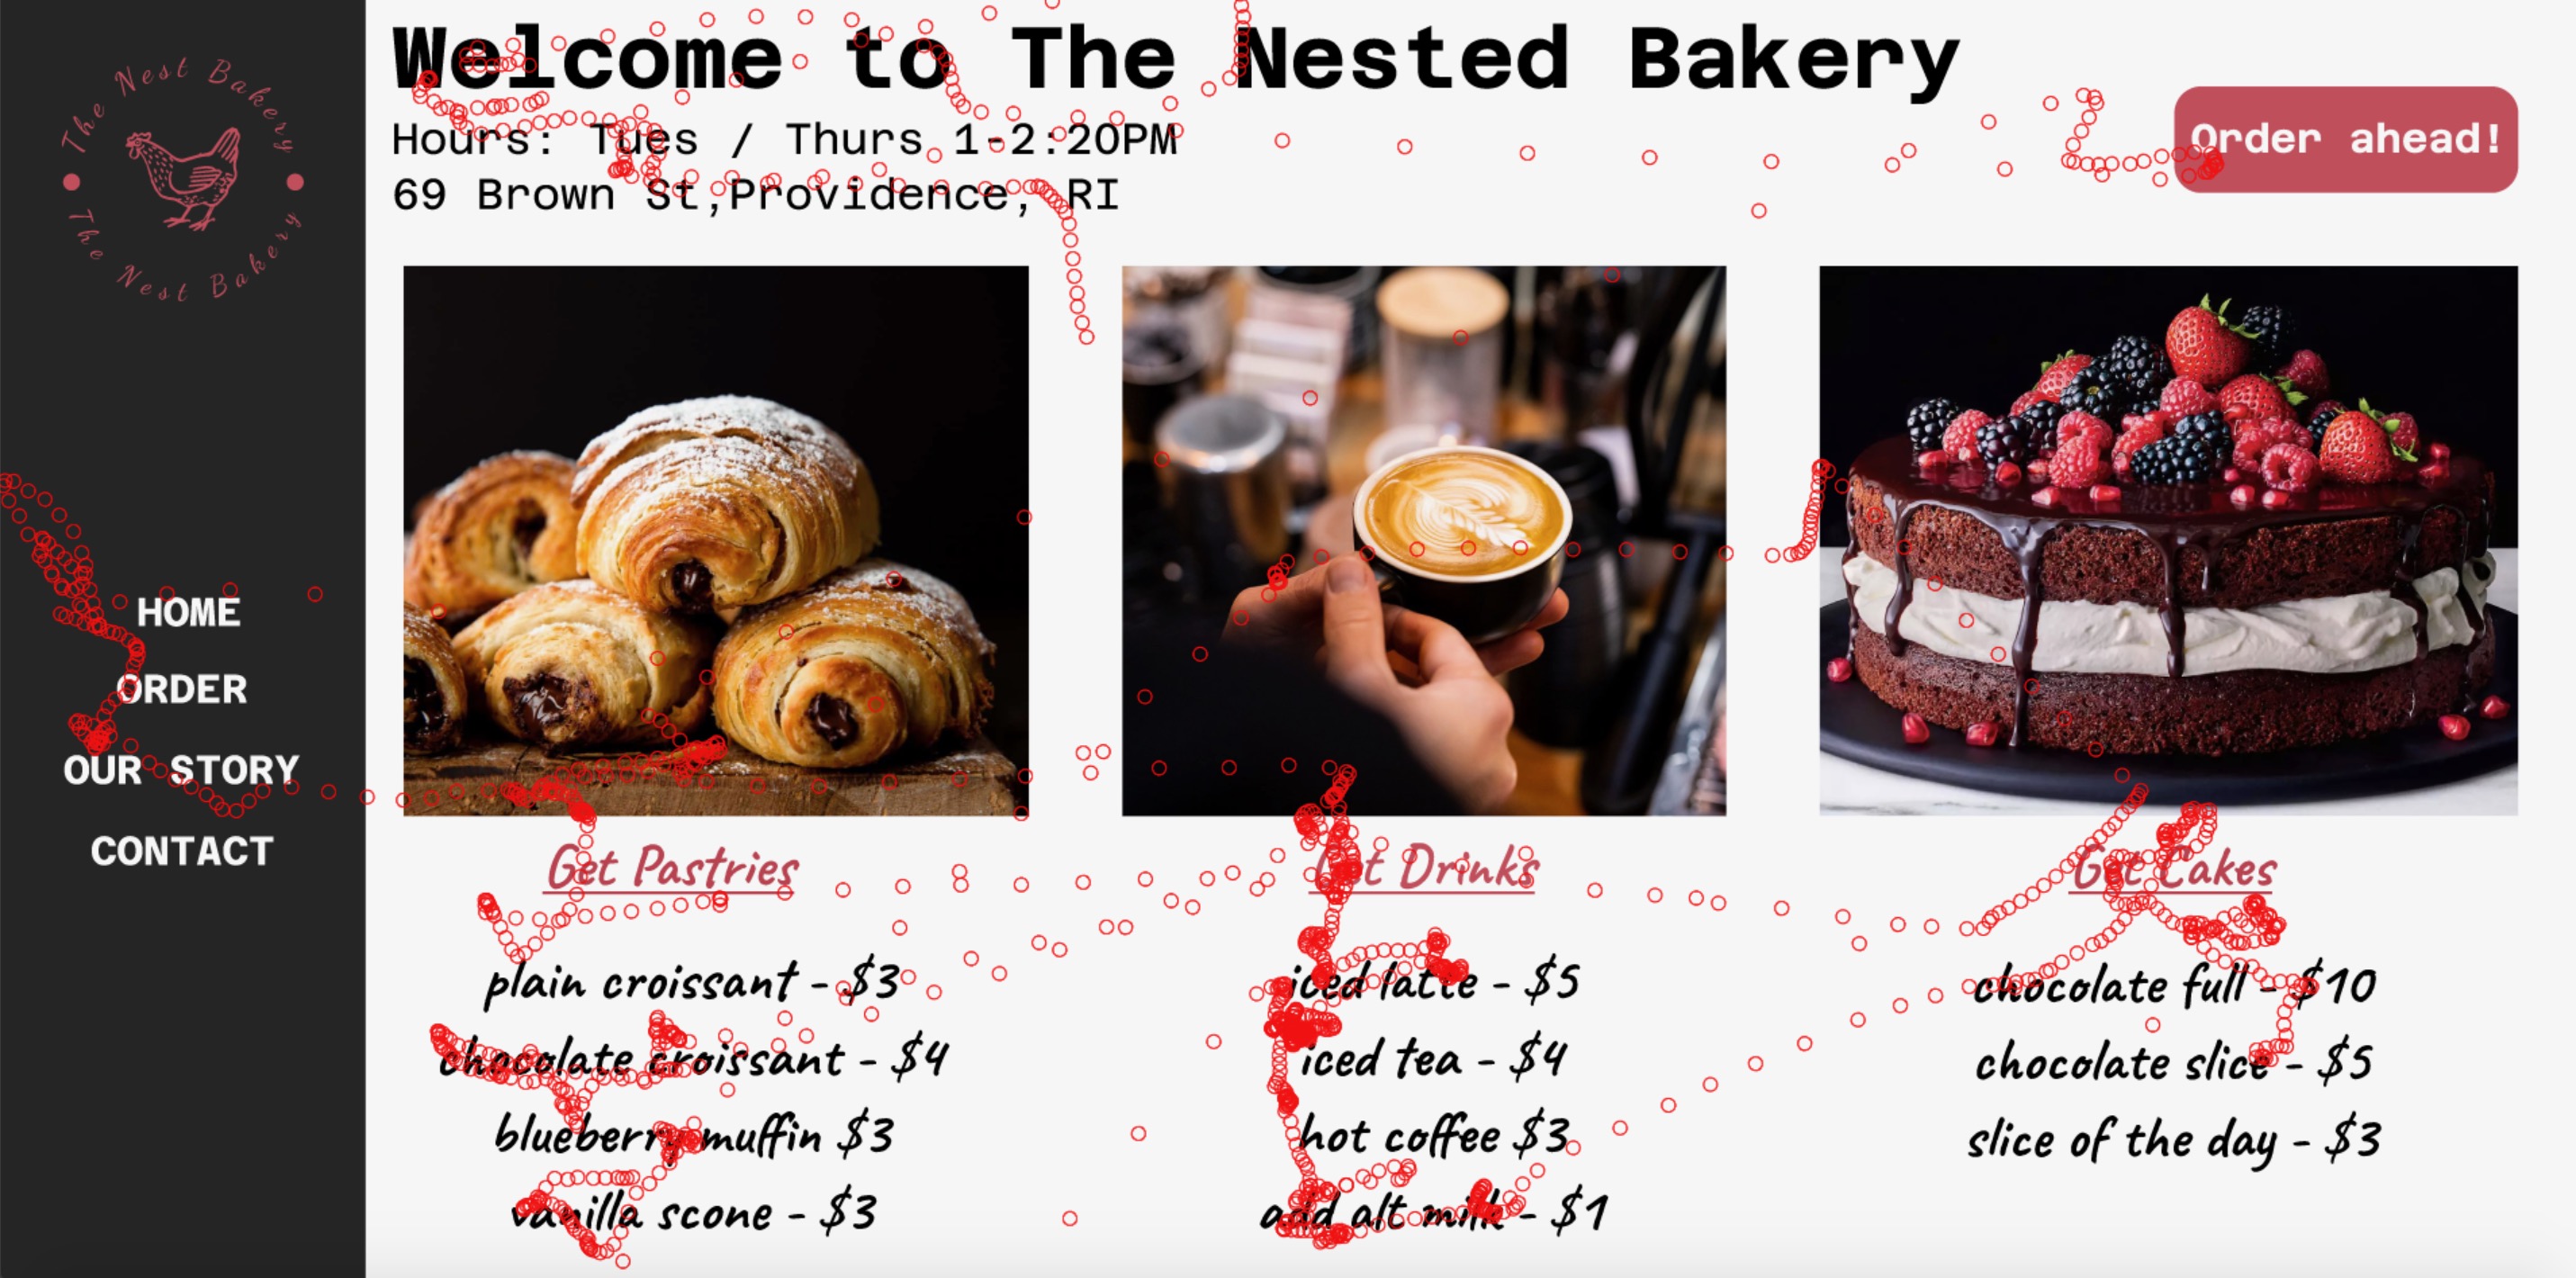 The Nest Bakery
The Nest Bakery
HOME
ORDER
OUR STORY
CONTACT
Welcome to The Nested Bakery
Hours: Tues / Thurs 1-2:20PM
69 Brown St,Providence, RI
Order ahead!
Get Pastries
plain croissant - $3
chocolate croissant - $4
blueberry muffin $3
vanilla scone - $3
Get Drinks
iced latte - $5
iced tea - $4
hot coffee $3
add alt milk - $1
Get Cakes
chocolate full - $10
chocolate slice - $5
slice of the day - $3